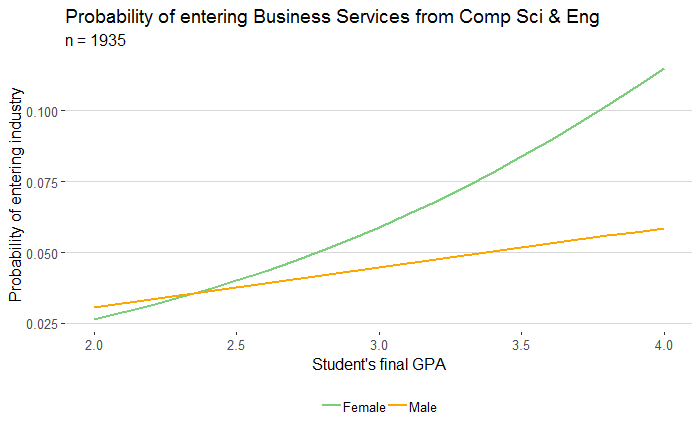 Probability of entering Business Services from Comp Sci & Eng
n = 1935
Probability of entering industry
0.100
0.075
0.050
0.025
2.0 2.5 3.0 3.5 4.0
Student's final GPA
Female Male